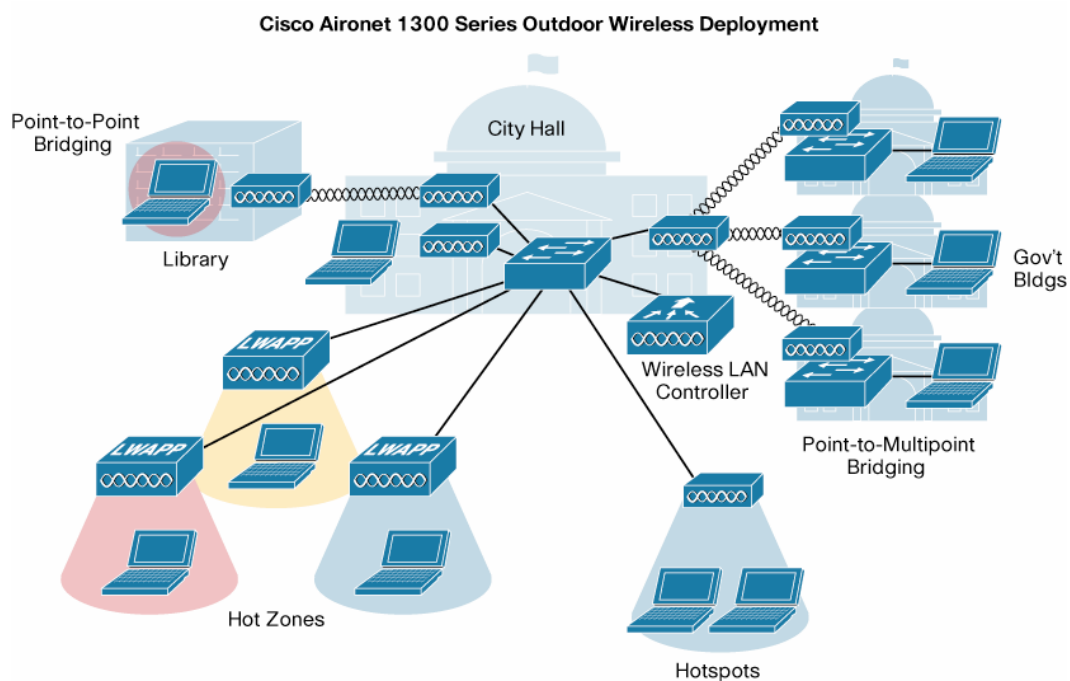 Cisco Aironet 1300 Series Outdoor Wireless Deployment
Point-to-Point
Bridging
City Hall
Library
Gov't
Bldgs
LWAPP
Wireless LAN
Controller
LWAPP
LWAPP
Point-to-Multipoint
Bridging
Hot Zones
Hotspots